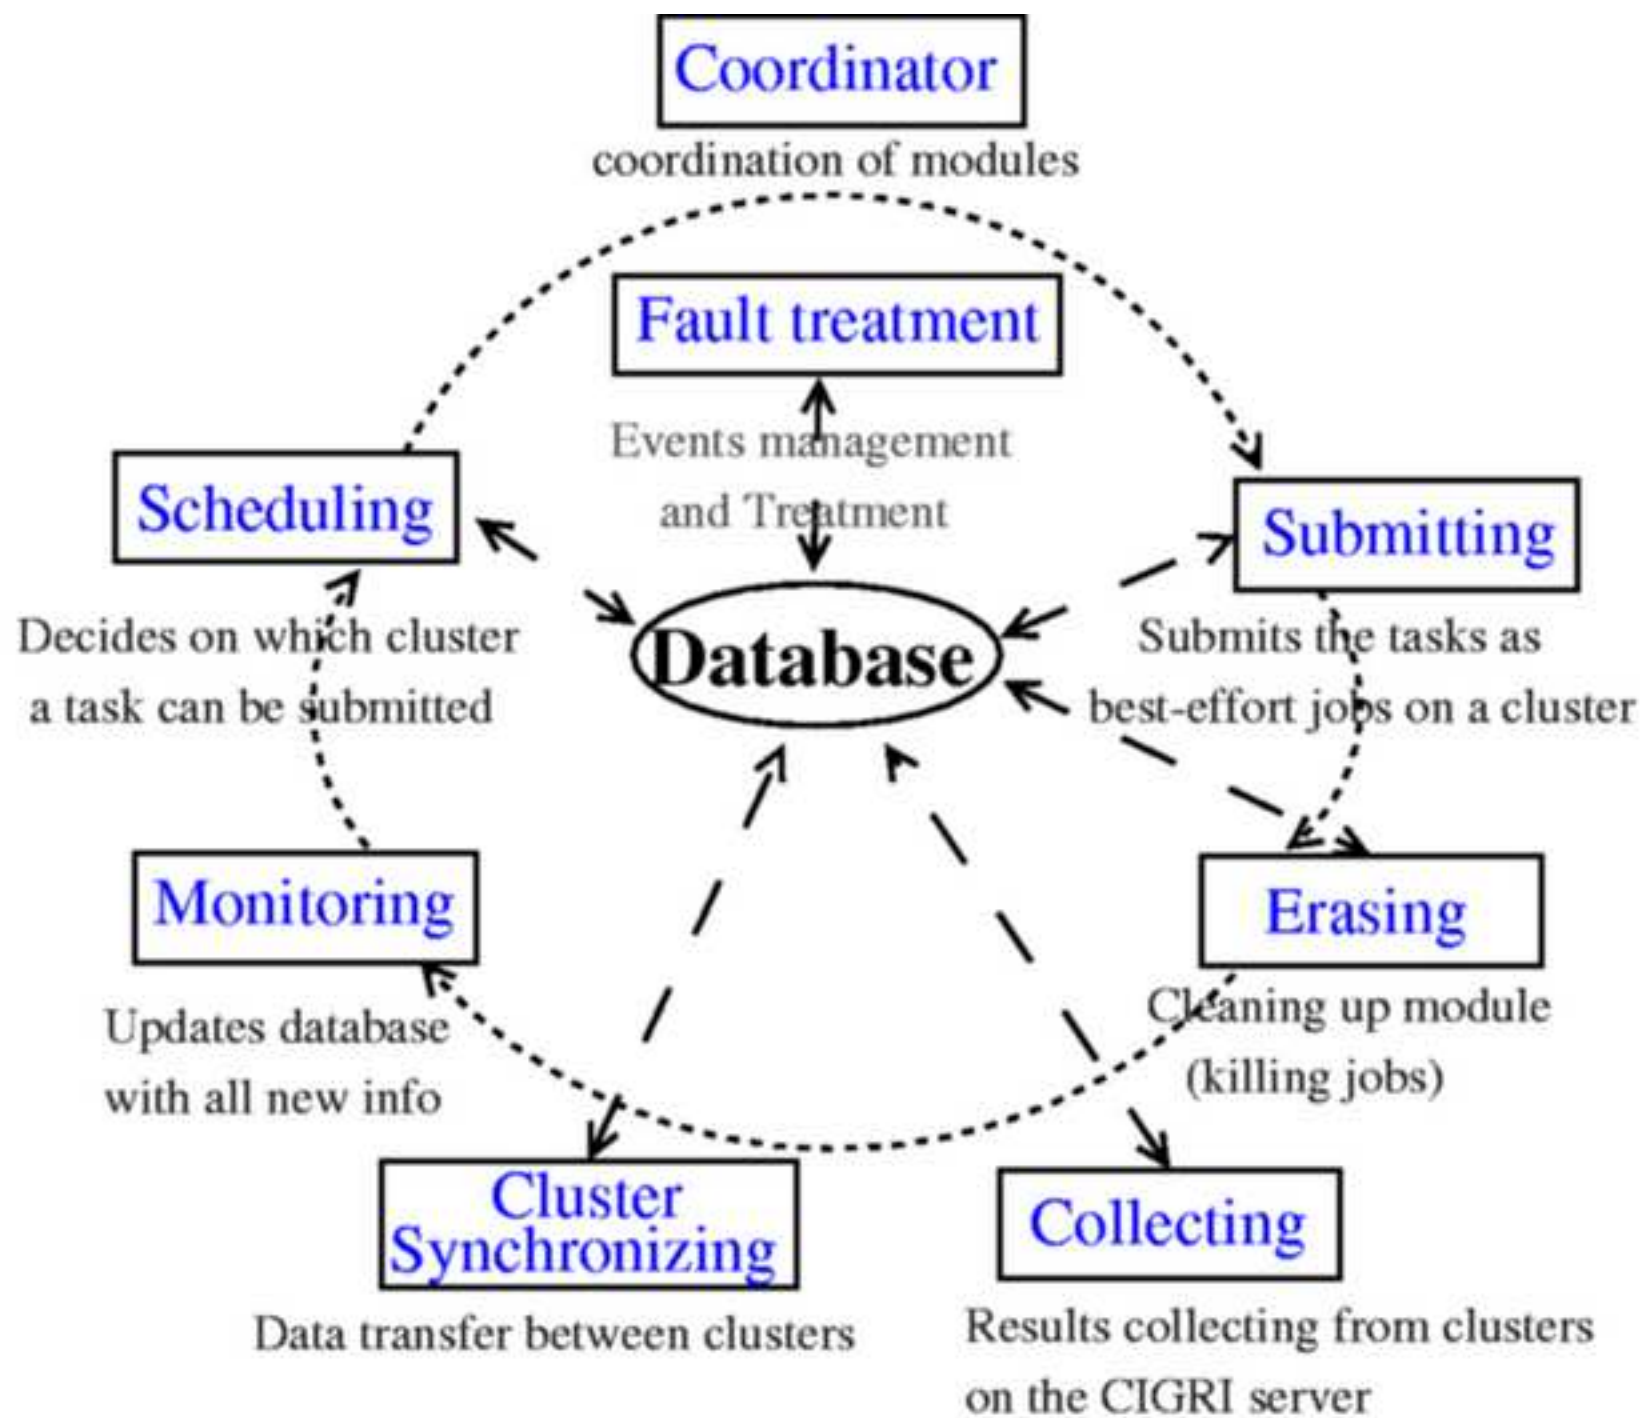 Coordinator
coordination of modules
Fault treatment
Events management
and Treatment
Scheduling
Decides on which cluster
a task can be submitted
Submitting
Submits the tasks as
best-effort jobs on a cluster
Database
Monitoring
Updates database
with all new info
Erasing
Cleaning up module
(killing jobs)
Cluster
Synchronizing
Data transfer between clusters
Collecting
Results collecting from clusters
on the CIGRI server